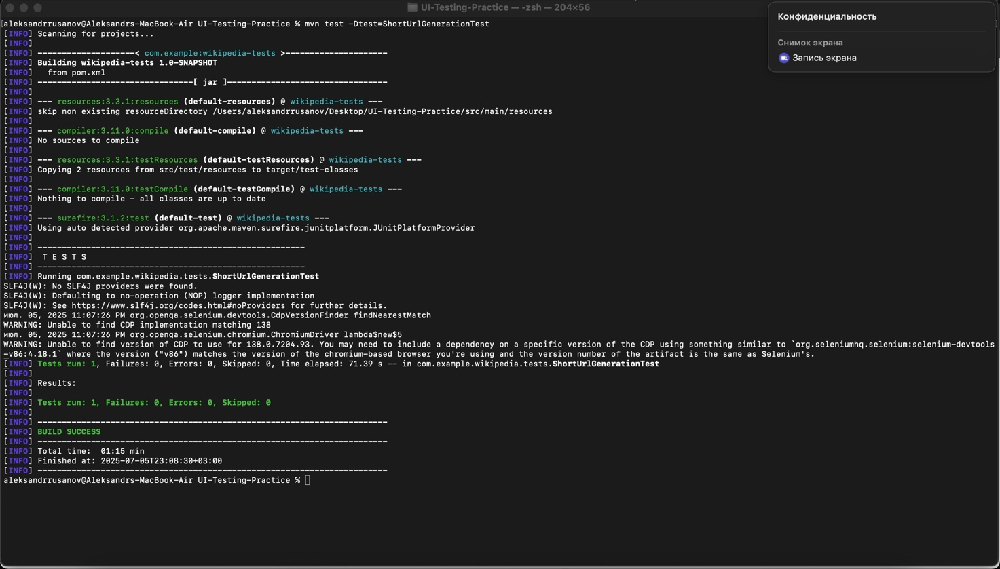 UI-Testing-Practice — -zsh — 204×56
Конфиденциальность
Снимок экрана
Запись экрана
aleksandrrusanov@Aleksandrs-MacBook-Air UI-Testing-Practice % mvn test -Dtest=ShortUrlGenerationTest
[INFO] Scanning for projects...
[INFO]
[INFO] --------------------< com.example:wikipedia-tests >---------------------
[INFO] Building wikipedia-tests 1.0-SNAPSHOT
[INFO]   from pom.xml
[INFO] --------------------------------[ jar ]---------------------------------
[INFO]
[INFO] --- resources:3.3.1:resources (default-resources) @ wikipedia-tests ---
[INFO] skip non existing resourceDirectory /Users/aleksandrrusanov/Desktop/UI-Testing-Practice/src/main/resources
[INFO]
[INFO] --- compiler:3.11.0:compile (default-compile) @ wikipedia-tests ---
[INFO] No sources to compile
[INFO]
[INFO] --- resources:3.3.1:testResources (default-testResources) @ wikipedia-tests ---
[INFO] Copying 2 resources from src/test/resources to target/test-classes
[INFO]
[INFO] --- compiler:3.11.0:testCompile (default-testCompile) @ wikipedia-tests ---
[INFO] Nothing to compile - all classes are up to date
[INFO]
[INFO] --- surefire:3.1.2:test (default-test) @ wikipedia-tests ---
[INFO] Using auto detected provider org.apache.maven.surefire.junitplatform.JUnitPlatformProvider
[INFO]
[INFO] -------------------------------------------------------
[INFO]  T E S T S
[INFO] -------------------------------------------------------
[INFO] Running com.example.wikipedia.tests.ShortUrlGenerationTest
SLF4J(W): No SLF4J providers were found.
SLF4J(W): Defaulting to no-operation (NOP) logger implementation
SLF4J(W): See https://www.slf4j.org/codes.html#noProviders for further details.
июл. 05, 2025 11:07:26 PM org.openqa.selenium.devtools.CdpVersionFinder findNearestMatch
WARNING: Unable to find CDP implementation matching 138
июл. 05, 2025 11:07:26 PM org.openqa.selenium.chromium.ChromiumDriver lambda$new$5
WARNING: Unable to find version of CDP to use for 138.0.7204.93. You may need to include a dependency on a specific version of the CDP using something similar to `org.seleniumhq.selenium:selenium-devtools
-v86:4.18.1` where the version ("v86") matches the version of the chromium-based browser you're using and the version number of the artifact is the same as Selenium's.
[INFO] Tests run: 1, Failures: 0, Errors: 0, Skipped: 0, Time elapsed: 71.39 s -- in com.example.wikipedia.tests.ShortUrlGenerationTest
[INFO]
[INFO] Results:
[INFO]
[INFO] Tests run: 1, Failures: 0, Errors: 0, Skipped: 0
[INFO]
[INFO] ------------------------------------------------------------------------
[INFO] BUILD SUCCESS
[INFO] ------------------------------------------------------------------------
[INFO] Total time:  01:15 min
[INFO] Finished at: 2025-07-05T23:08:30+03:00
[INFO] ------------------------------------------------------------------------
aleksandrrusanov@Aleksandrs-MacBook-Air UI-Testing-Practice %